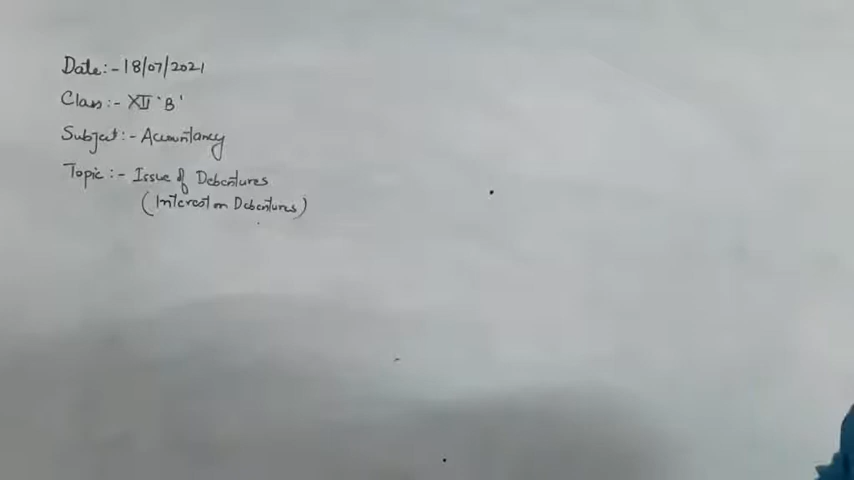 Date:- 18/07/2021
Class:- XII 'B'
Subject:- Accountancy
Topic:- Issue of Debentures
(Interest on Debentures)